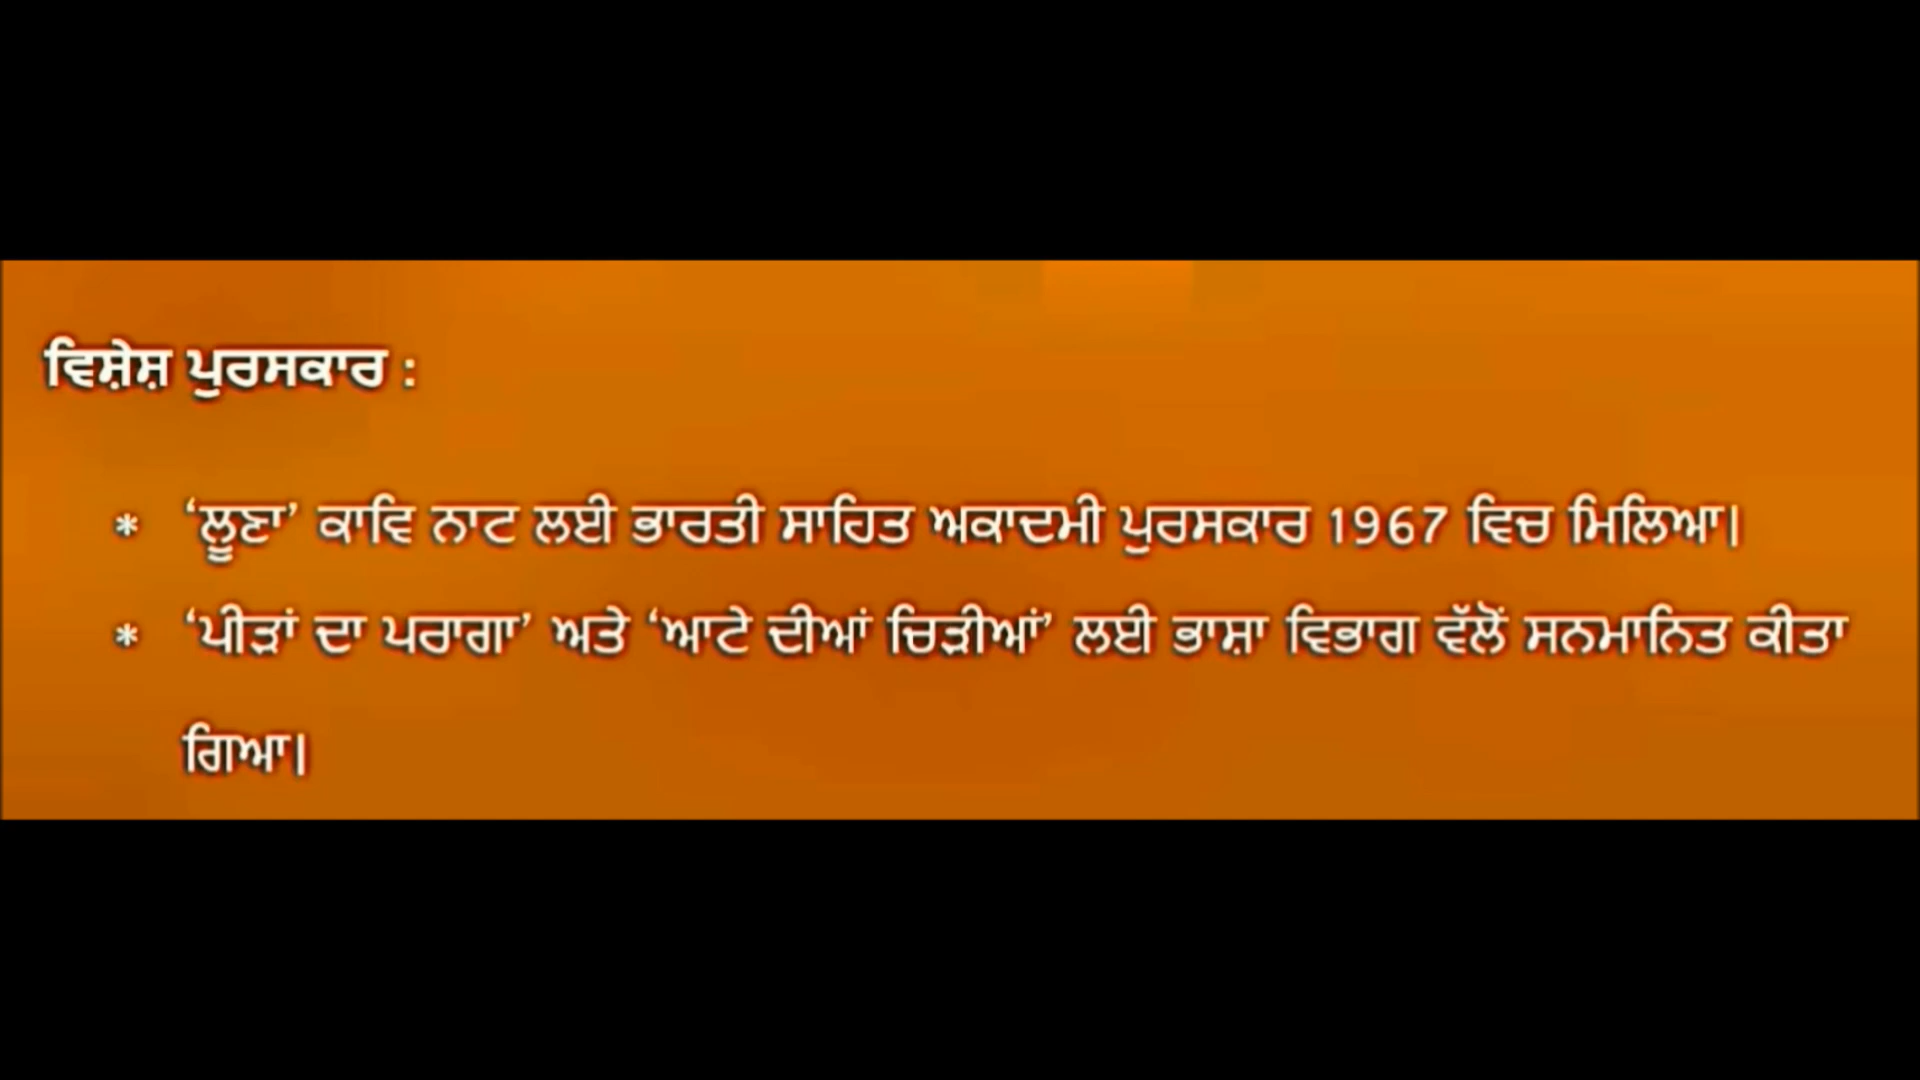 ਵਿਸ਼ੇਸ਼ ਪੁਰਸਕਾਰ :
* ‘ਲੂਣਾ’ ਕਾਵਿ ਨਾਟ ਲਈ ਭਾਰਤੀ ਸਾਹਿਤ ਅਕਾਦਮੀ ਪੁਰਸਕਾਰ 1967 ਵਿਚ ਮਿਲਿਆ|
* ‘ਪੀੜਾਂ ਦਾ ਪਰਾਗਾ’ ਅਤੇ ‘ਆਟੇ ਦੀਆਂ ਚਿੜੀਆਂ’ ਲਈ ਭਾਸ਼ਾ ਵਿਭਾਗ ਵੱਲੋਂ ਸਨਮਾਨਿਤ ਕੀਤਾ
ਗਿਆ|